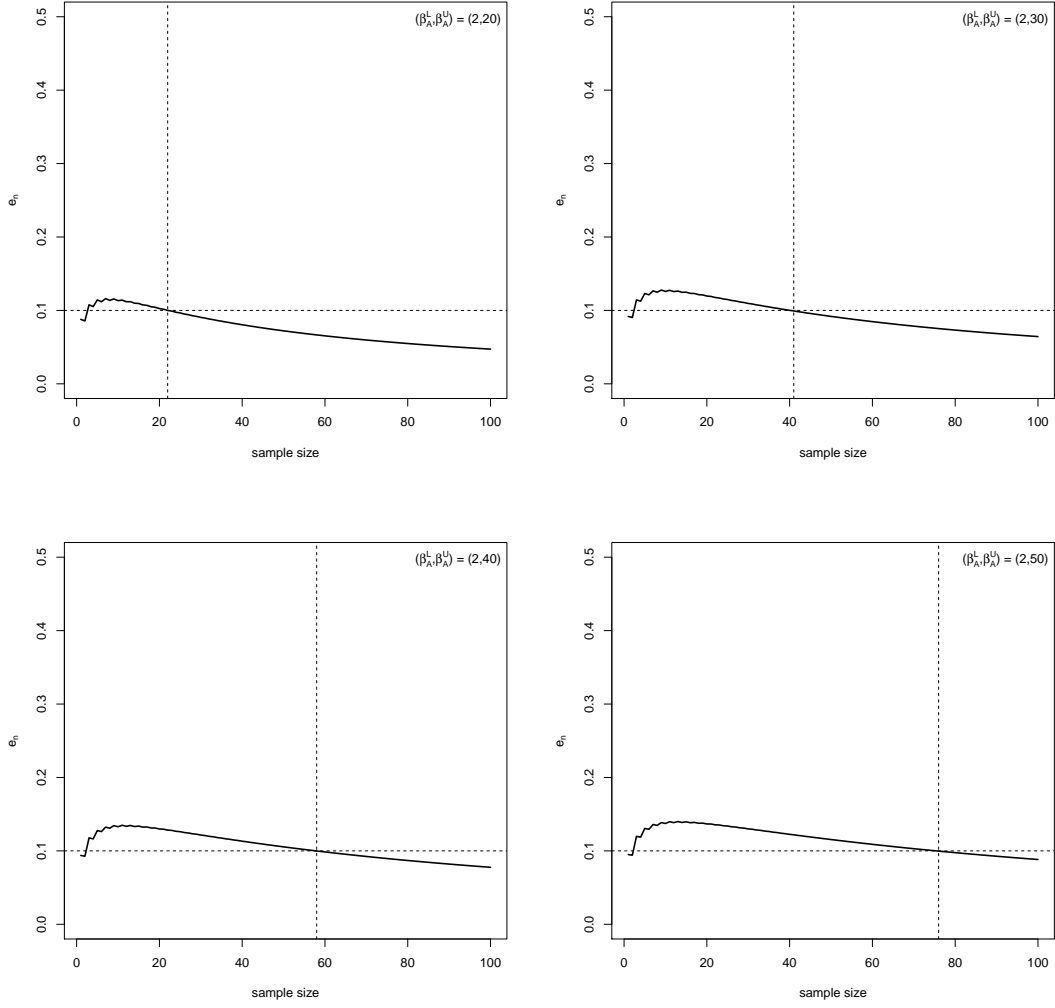 (β_A^L,β_A^U) = (2,20)
0.5
0.4
0.3
0.2
0.1
0.0
e_n
0 20 40 60 80 100
sample size
(β_A^L,β_A^U) = (2,30)
0.5
0.4
0.3
0.2
0.1
0.0
e_n
0 20 40 60 80 100
sample size
(β_A^L,β_A^U) = (2,40)
0.5
0.4
0.3
0.2
0.1
0.0
e_n
0 20 40 60 80 100
sample size
(β_A^L,β_A^U) = (2,50)
0.5
0.4
0.3
0.2
0.1
0.0
e_n
0 20 40 60 80 100
sample size